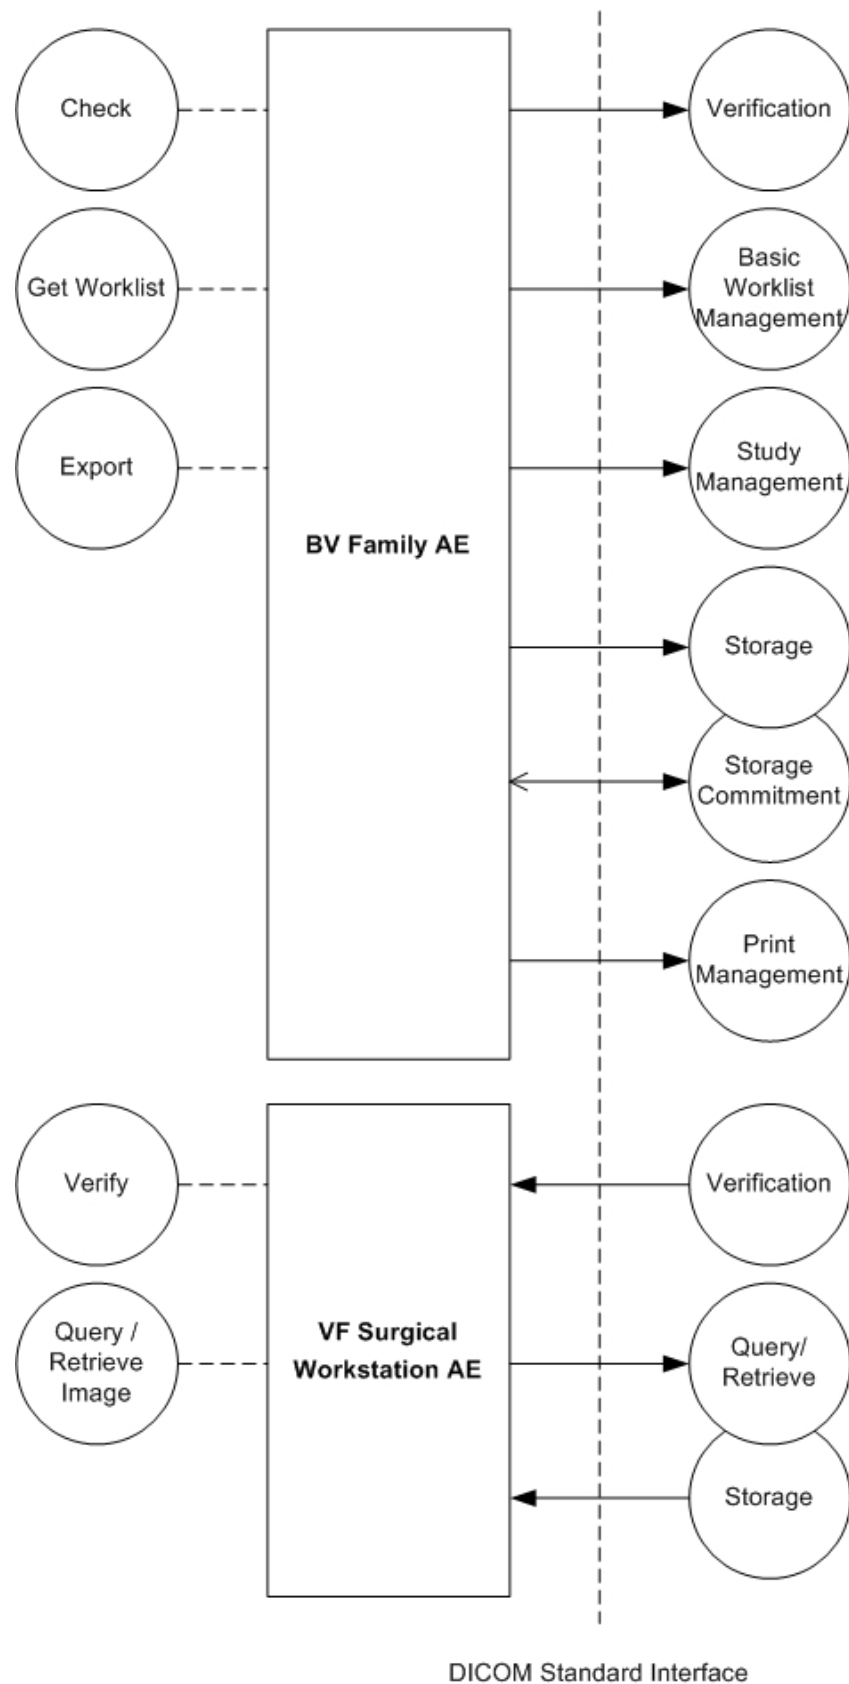 Check
Verification
Get Worklist
Basic
Worklist
Management
Export
Study
Management
BV Family AE
Storage
Storage
Commitment
Print
Management
Verify
Verification
Query /
Retrieve
Image
VF Surgical
Workstation AE
Query/
Retrieve
Storage
DICOM Standard Interface